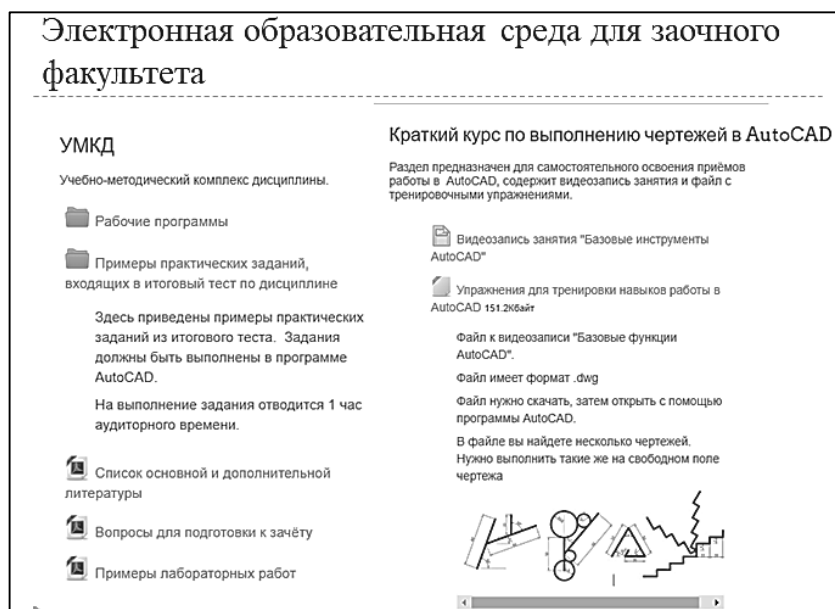 Электронная образовательная среда для заочного
факультета
УМКД
Учебно-методический комплекс дисциплины.
Рабочие программы
Примеры практических заданий,
входящих в итоговый тест по дисциплине
Здесь приведены примеры практических
заданий из итогового теста. Задания
должны быть выполнены в программе
AutoCAD.
На выполнение задания отводится 1 час
аудиторного времени.
Список основной и дополнительной
литературы
Вопросы для подготовки к зачёту
Примеры лабораторных работ
Краткий курс по выполнению чертежей в AutoCAD
Раздел предназначен для самостоятельного освоения приёмов
работы в AutoCAD, содержит видеозапись занятия и файл с
тренировочными упражнениями.
Видеозапись занятия "Базовые инструменты
AutoCAD"
Упражнения для тренировки навыков работы в
AutoCAD 151.2Кбайт
Файл к видеозаписи "Базовые функции
AutoCAD".
Файл имеет формат .dwg
Файл нужно скачать, затем открыть с помощью
программы AutoCAD.
В файле вы найдете несколько чертежей.
Нужно выполнить такие же на свободном поле
чертежа